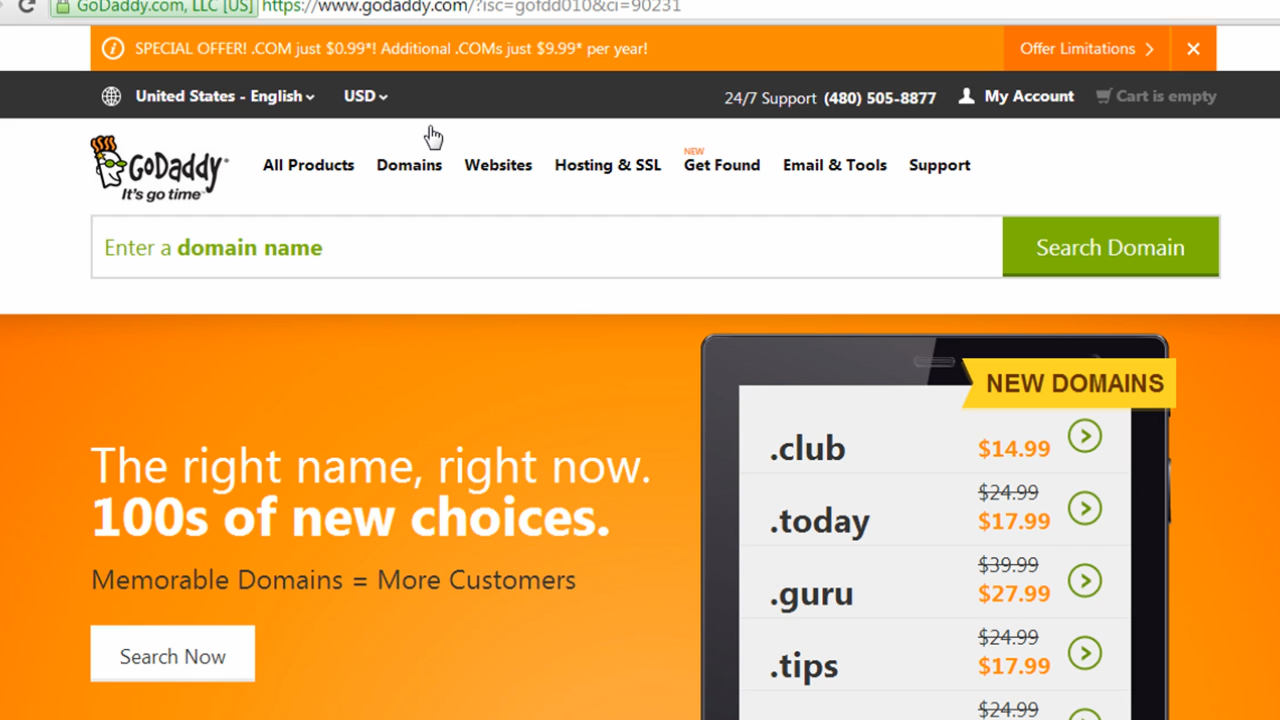 GoDaddy.com, LLC [US] https://www.godaddy.com/?isc=gofdd010&ci=90231
SPECIAL OFFER! .COM just $0.99*! Additional .COMs just $9.99* per year!
Offer Limitations
United States - English
USD
24/7 Support (480) 505-8877
My Account
Cart is empty
GoDaddy
It's go time
All Products
Domains
Websites
Hosting & SSL
NEW
Get Found
Email & Tools
Support
Enter a domain name
Search Domain
The right name, right now.
100s of new choices.
Memorable Domains = More Customers
Search Now
NEW DOMAINS
.club
$14.99
$24.99
.today
$17.99
$39.99
.guru
$27.99
$24.99
.tips
$17.99
$24.99